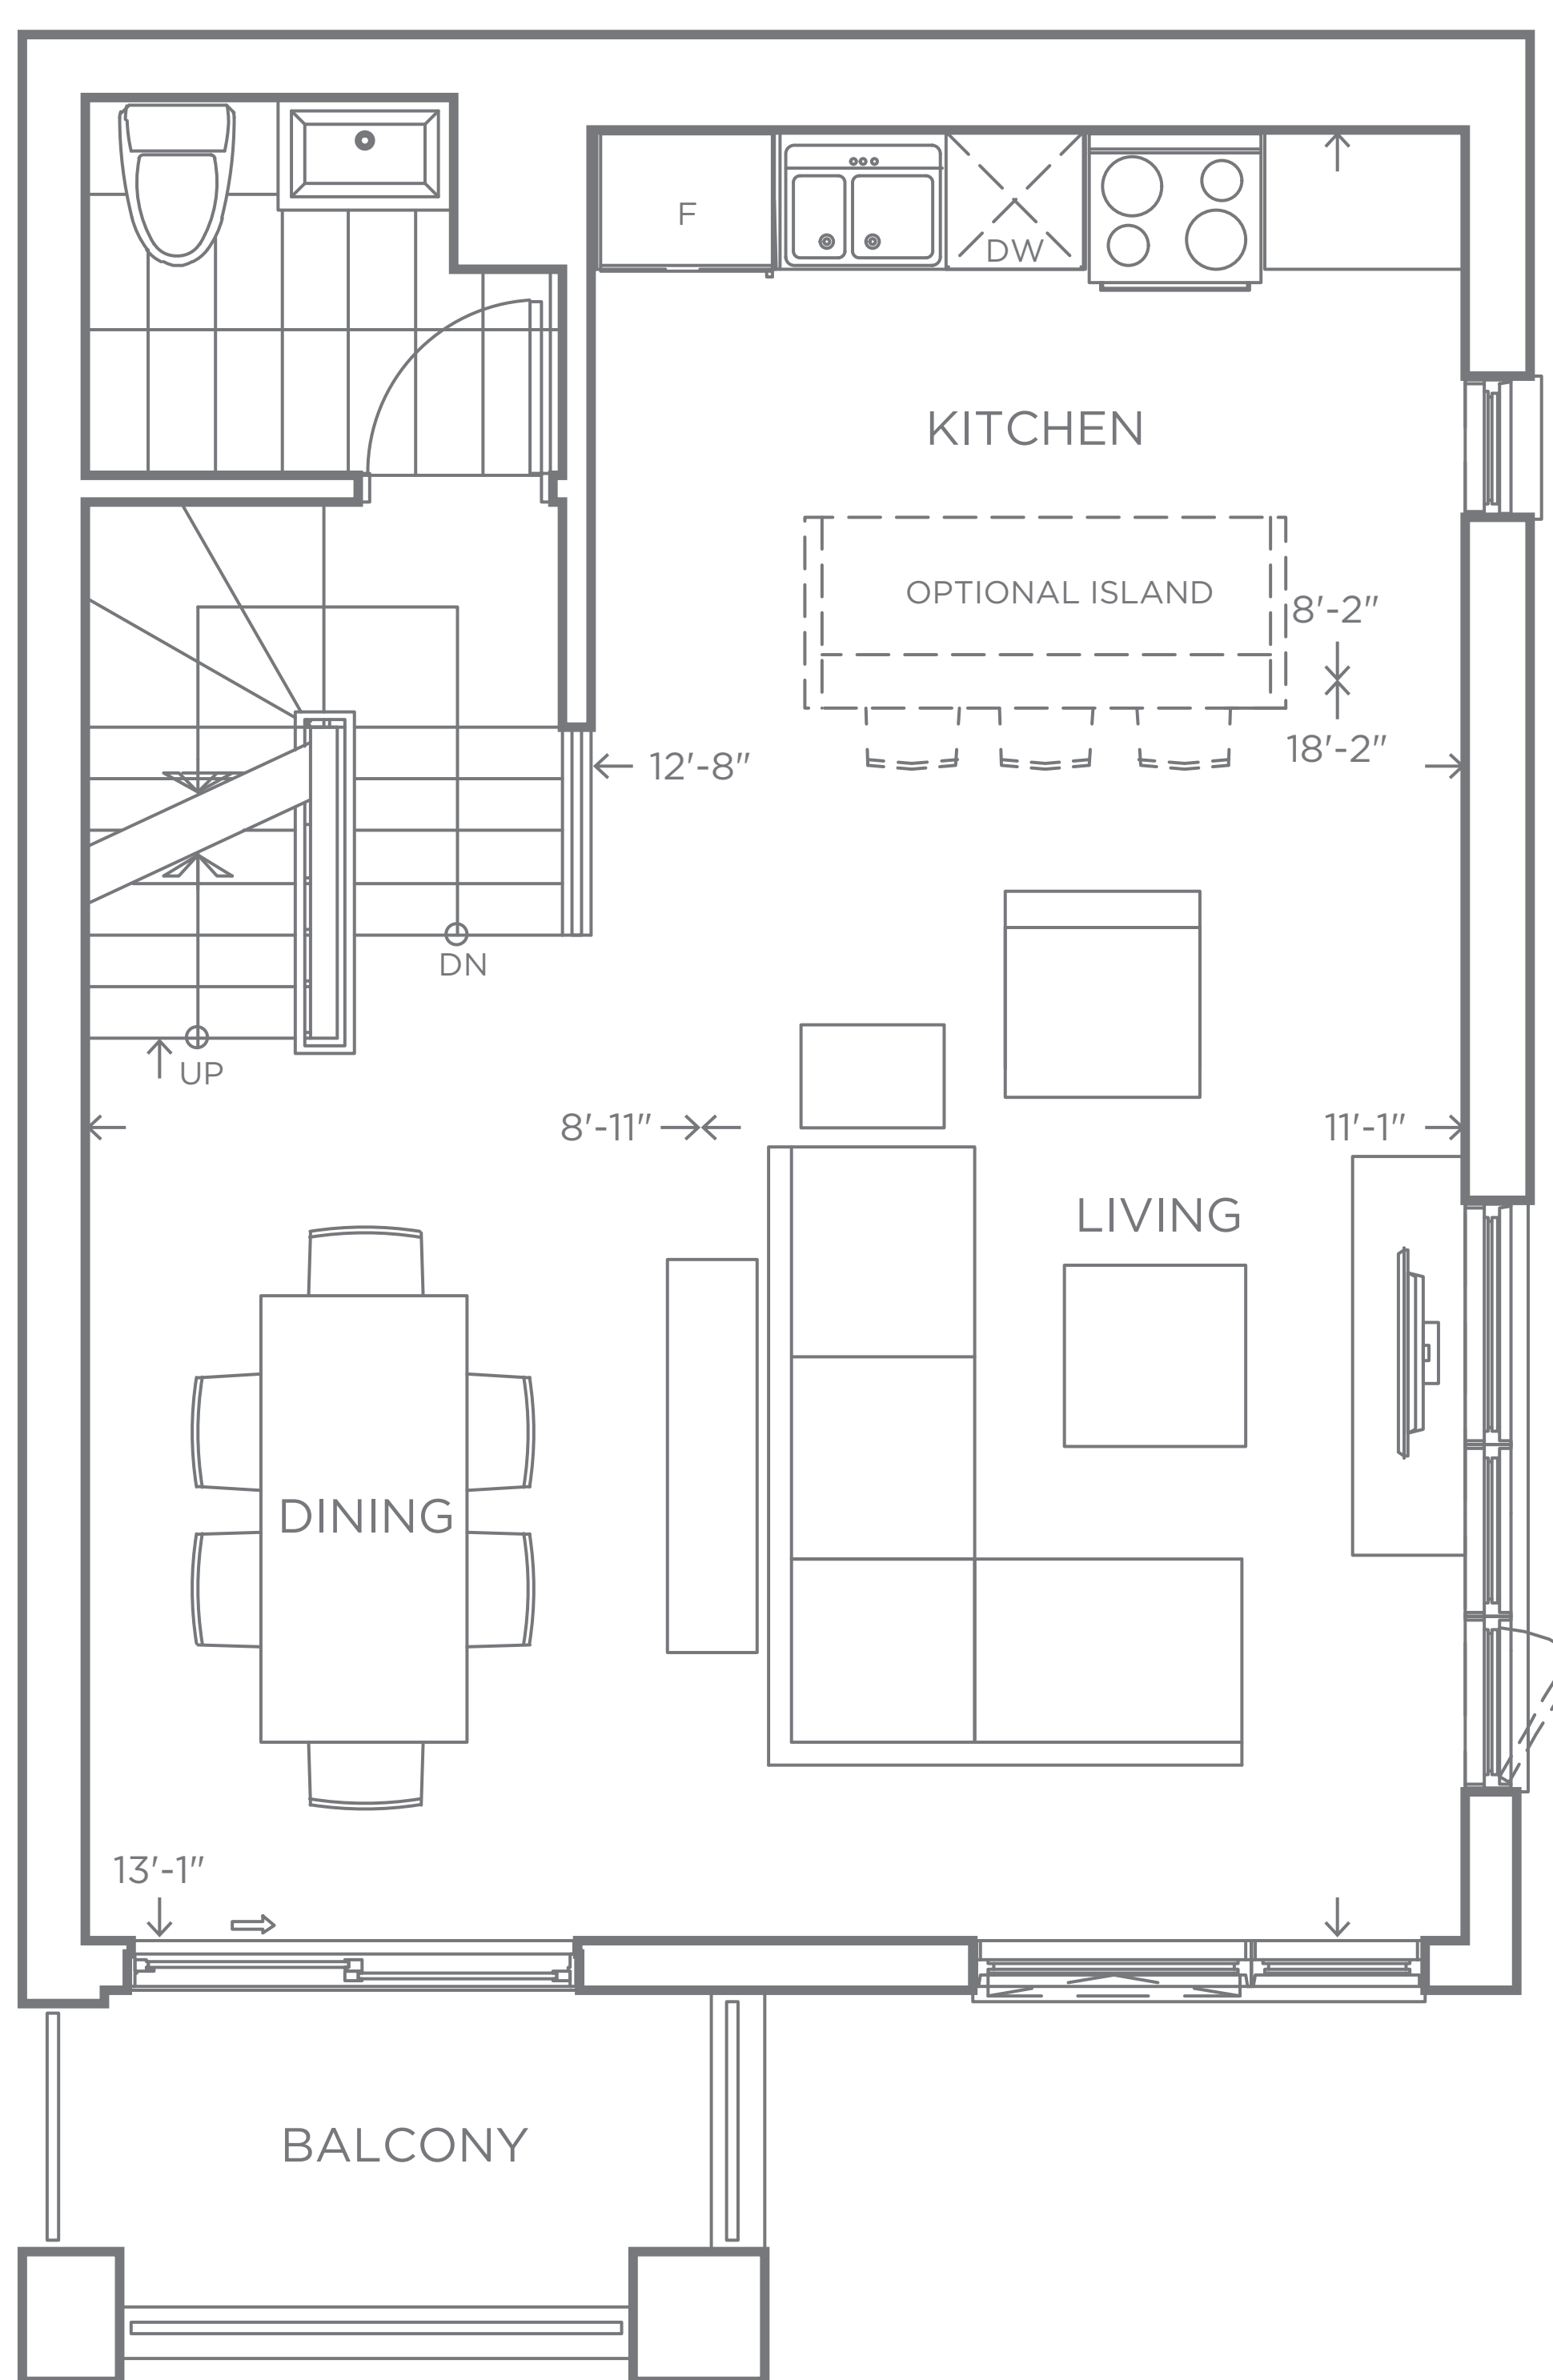 F
DW
KITCHEN
OPTIONAL ISLAND
8'-2"
18'-2"
12'-8"
DN
UP
8'-11"
11'-1"
LIVING
DINING
13'-1"
BALCONY